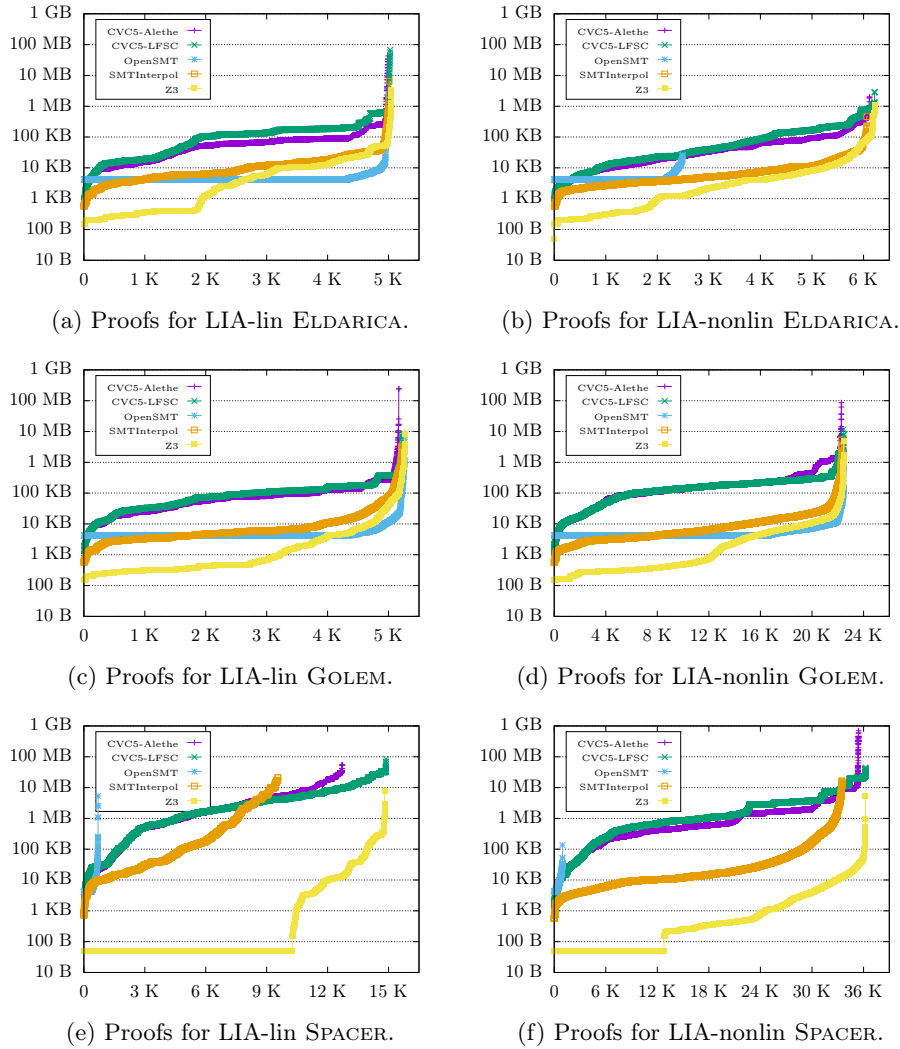 1 GB
100 MB
10 MB
1 MB
100 KB
10 KB
1 KB
100 B
10 B
CVC5-Alethe
CVC5-LFSC
OpenSMT
SMTInterpol
Z3
0 1 K 2 K 3 K 4 K 5 K
(a) Proofs for LIA-lin ELDARICA.
1 GB
100 MB
10 MB
1 MB
100 KB
10 KB
1 KB
100 B
10 B
CVC5-Alethe
CVC5-LFSC
OpenSMT
SMTInterpol
Z3
0 1 K 2 K 3 K 4 K 5 K 6 K
(b) Proofs for LIA-nonlin ELDARICA.
1 GB
100 MB
10 MB
1 MB
100 KB
10 KB
1 KB
100 B
10 B
CVC5-Alethe
CVC5-LFSC
OpenSMT
SMTInterpol
Z3
0 1 K 2 K 3 K 4 K 5 K
(c) Proofs for LIA-lin GOLEM.
1 GB
100 MB
10 MB
1 MB
100 KB
10 KB
1 KB
100 B
10 B
CVC5-Alethe
CVC5-LFSC
OpenSMT
SMTInterpol
Z3
0 4 K 8 K 12 K 16 K 20 K 24 K
(d) Proofs for LIA-nonlin GOLEM.
1 GB
100 MB
10 MB
1 MB
100 KB
10 KB
1 KB
100 B
10 B
CVC5-Alethe
CVC5-LFSC
OpenSMT
SMTInterpol
Z3
0 3 K 6 K 9 K 12 K 15 K
(e) Proofs for LIA-lin SPACER.
1 GB
100 MB
10 MB
1 MB
100 KB
10 KB
1 KB
100 B
10 B
CVC5-Alethe
CVC5-LFSC
OpenSMT
SMTInterpol
Z3
0 6 K 12 K 18 K 24 K 30 K 36 K
(f) Proofs for LIA-nonlin SPACER.